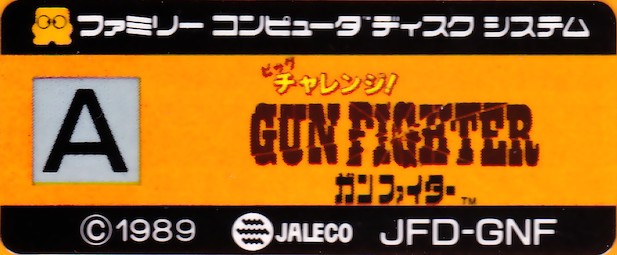 ファミリー コンピュータ ディスク システム
A
ビッグ
チャレンジ!
GUN FIGHTER
ガンファイター TM
©1989 JALECO JFD-GNF